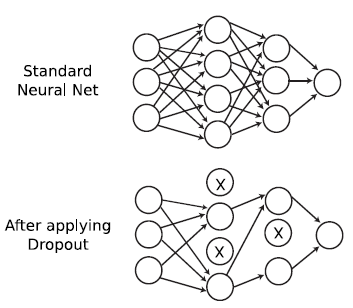 Standard
Neural Net
X
After applying
Dropout
X
X